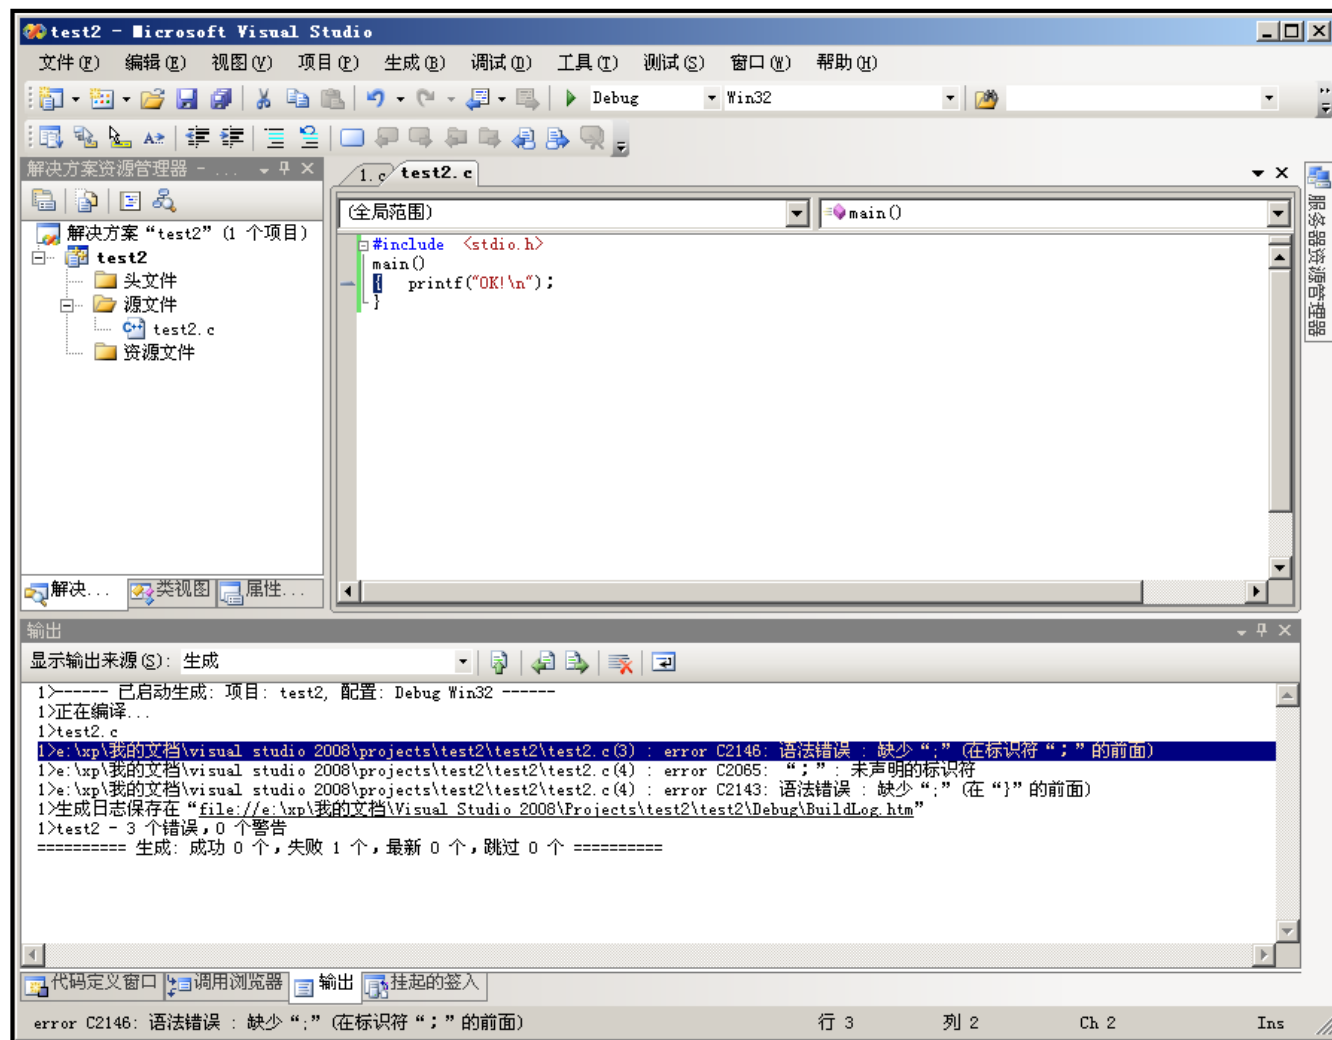 test2 - Microsoft Visual Studio
文件(F) 编辑(E) 视图(V) 项目(P) 生成(B) 调试(D) 工具(T) 测试(S) 窗口(W) 帮助(H)
Debug Win32
解决方案资源管理器 - ...
1.c test2.c
(全局范围) main()
解决方案“test2”(1 个项目)
test2
头文件
源文件
test2.c
资源文件
#include <stdio.h>
main()
{ printf("OK!\n"）；
}
服务器资源管理器
解决... 类视图 属性...
输出
显示输出来源(S): 生成
1>------ 已启动生成: 项目: test2, 配置: Debug Win32 ------
1>正在编译...
1>test2.c
1>e:\xp\我的文档\visual studio 2008\projects\test2\test2\test2.c(3) : error C2146: 语法错误 : 缺少“;”(在标识符“；”的前面)
1>e:\xp\我的文档\visual studio 2008\projects\test2\test2\test2.c(4) : error C2065: “；”: 未声明的标识符
1>e:\xp\我的文档\visual studio 2008\projects\test2\test2\test2.c(4) : error C2143: 语法错误 : 缺少“;”(在“}”的前面)
1>生成日志保存在“file://e:\xp\我的文档\Visual Studio 2008\Projects\test2\test2\Debug\BuildLog.htm”
1>test2 - 3 个错误，0 个警告
========== 生成: 成功 0 个，失败 1 个，最新 0 个，跳过 0 个 ==========
代码定义窗口 调用浏览器 输出 挂起的签入
error C2146: 语法错误 : 缺少“;”(在标识符“；”的前面) 行 3 列 2 Ch 2 Ins